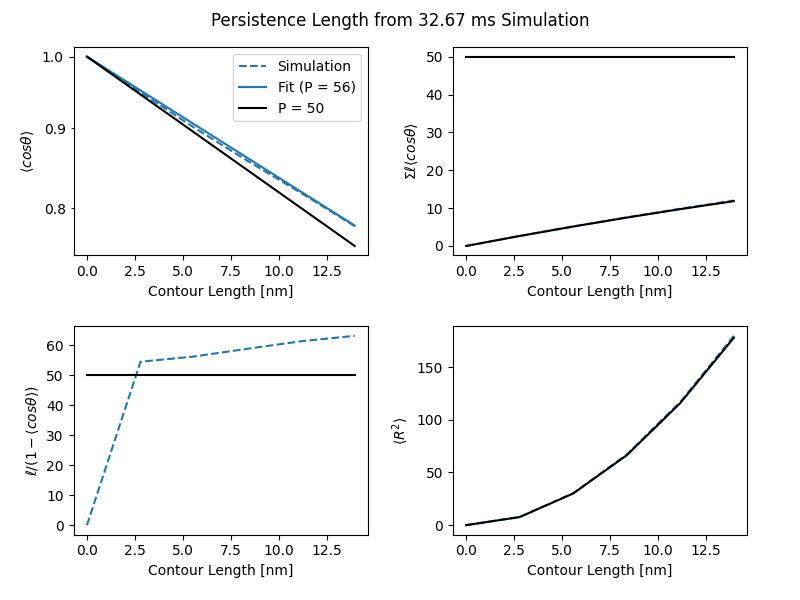 Persistence Length from 32.67 ms Simulation
1.0
0.9
0.8
⟨cosθ⟩
Simulation
Fit (P = 56)
P = 50
0.0 2.5 5.0 7.5 10.0 12.5
Contour Length [nm]
50
40
30
20
10
0
Σℓ⟨cosθ⟩
0.0 2.5 5.0 7.5 10.0 12.5
Contour Length [nm]
60
50
40
30
20
10
0
ℓ/(1 − ⟨cosθ⟩)
0.0 2.5 5.0 7.5 10.0 12.5
Contour Length [nm]
150
100
50
0
⟨R²⟩
0.0 2.5 5.0 7.5 10.0 12.5
Contour Length [nm]